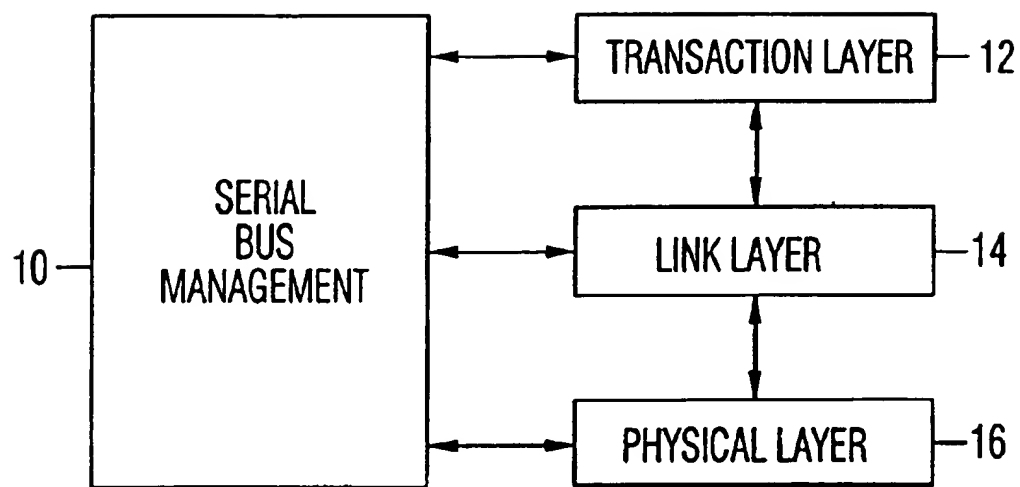 TRANSACTION LAYER
12
SERIAL
BUS
MANAGEMENT
10
LINK LAYER
14
PHYSICAL LAYER
16